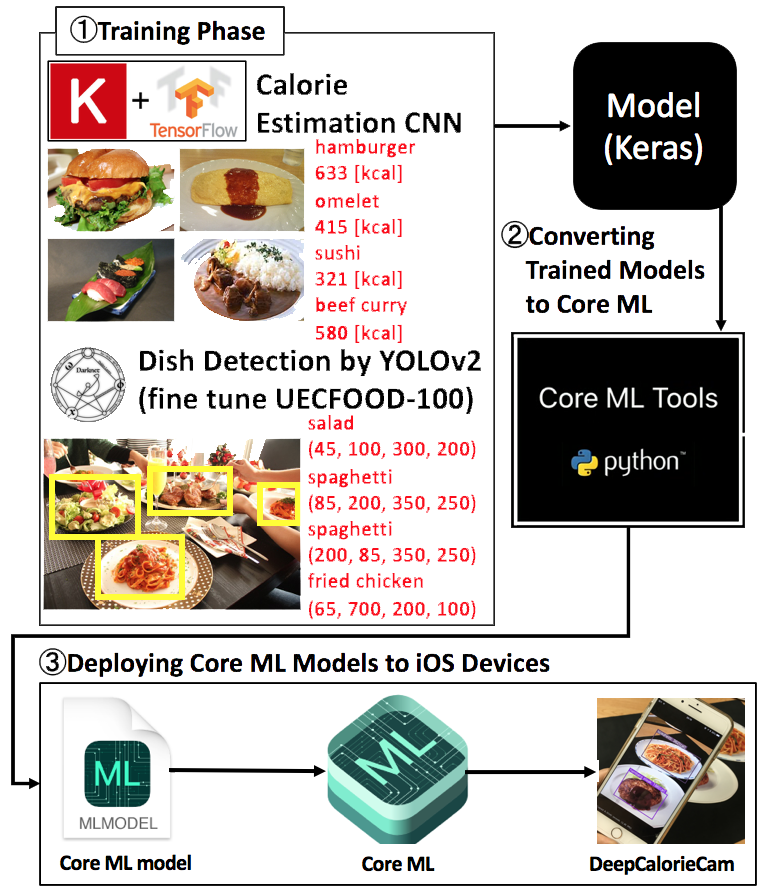 ①Training Phase
K + TensorFlow
Calorie
Estimation CNN
hamburger
633 [kcal]
omelet
415 [kcal]
sushi
321 [kcal]
beef curry
580 [kcal]
Model
(Keras)
②Converting
Trained Models
to Core ML
Darknet
Dish Detection by YOLOv2
(fine tune UECFOOD-100)
salad
(45, 100, 300, 200)
spaghetti
(85, 200, 350, 250)
spaghetti
(200, 85, 350, 250)
fried chicken
(65, 700, 200, 100)
Core ML Tools
python™
③Deploying Core ML Models to iOS Devices
ML
MLMODEL
Core ML model
ML
Core ML
DeepCalorieCam